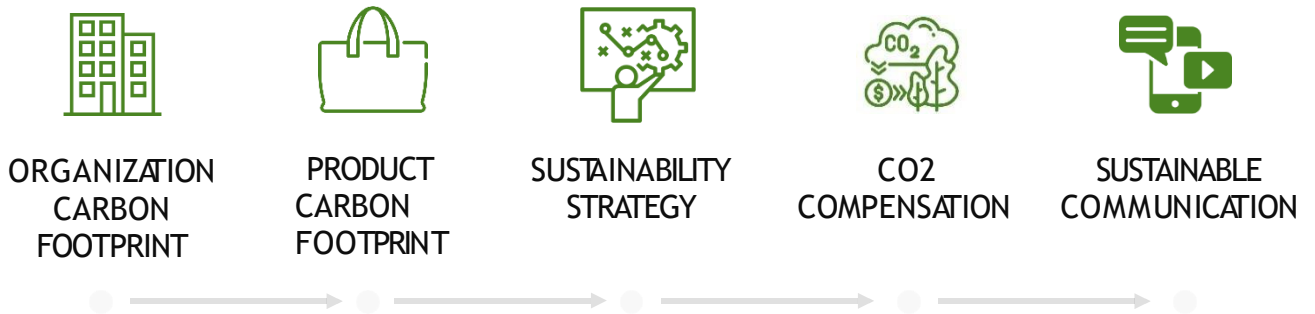 CO2
$
ORGANIZATION
CARBON
FOOTPRINT
PRODUCT
CARBON
FOOTPRINT
SUSTAINABILITY
STRATEGY
CO2
COMPENSATION
SUSTAINABLE
COMMUNICATION